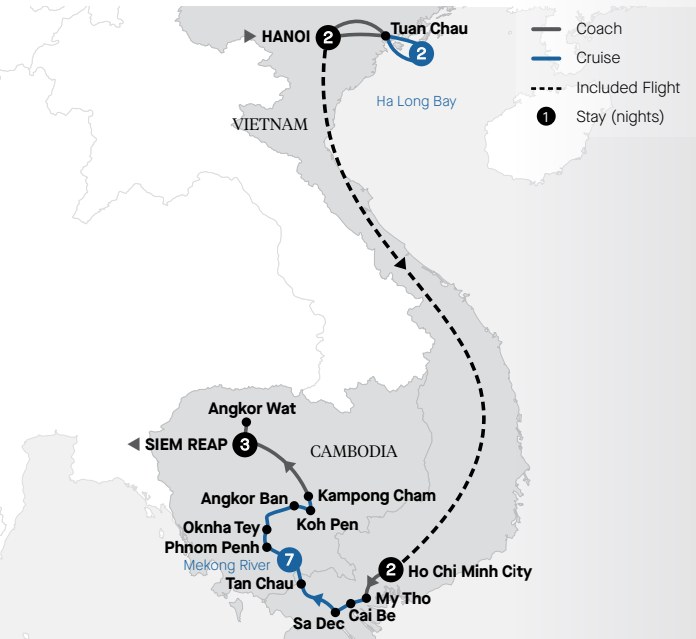 HANOI
2
Tuan Chau
2
Ha Long Bay
VIETNAM
Coach
Cruise
Included Flight
1
Stay (nights)
Angkor Wat
SIEM REAP
3
CAMBODIA
Angkor Ban
Kampong Cham
Koh Pen
Oknha Tey
Phnom Penh
7
Mekong River
Tan Chau
2
Ho Chi Minh City
My Tho
Cai Be
Sa Dec